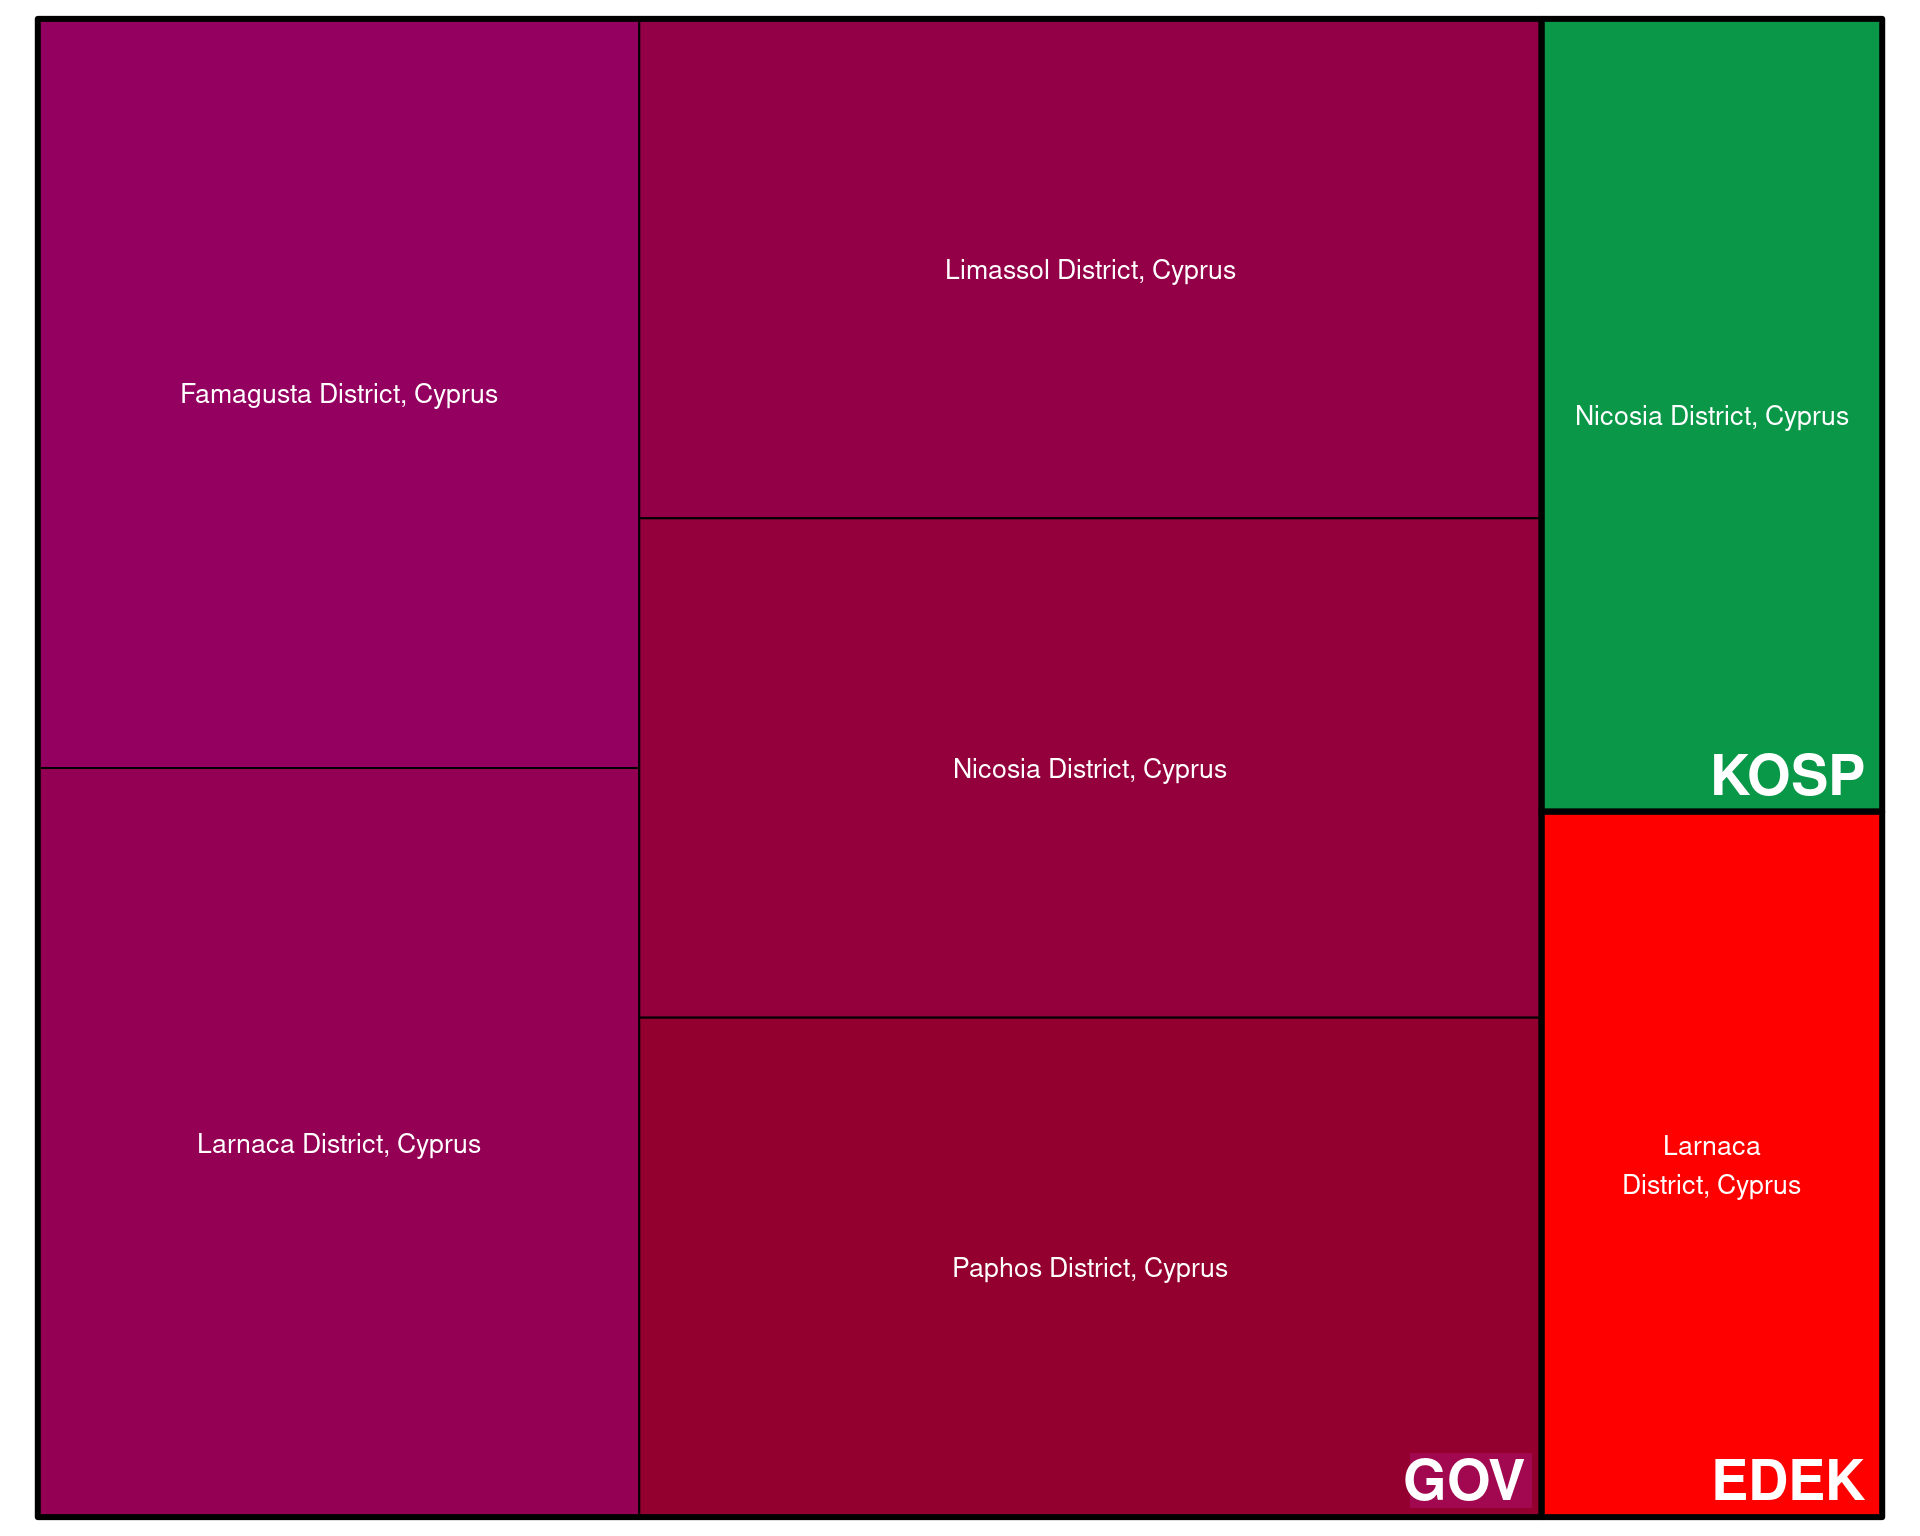 Famagusta District, Cyprus
Larnaca District, Cyprus
Limassol District, Cyprus
Nicosia District, Cyprus
Paphos District, Cyprus
GOV
Nicosia District, Cyprus
KOSP
Larnaca
District, Cyprus
EDEK